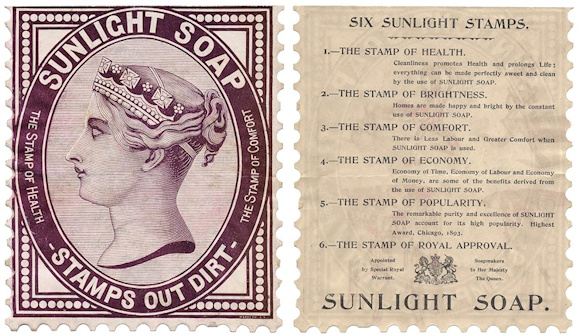 SUNLIGHT SOAP
THE STAMP OF HEALTH
THE STAMP OF COMFORT
-STAMPS OUT DIRT-
SIX SUNLIGHT STAMPS.
1.—THE STAMP OF HEALTH.
Cleanliness promotes Health and prolongs Life;
everything can be made perfectly sweet and clean
by the use of SUNLIGHT SOAP.
2.—THE STAMP OF BRIGHTNESS.
Homes are made happy and bright by the constant
use of SUNLIGHT SOAP.
3.—THE STAMP OF COMFORT.
There is Less Labour and Greater Comfort when
SUNLIGHT SOAP is used.
4.—THE STAMP OF ECONOMY.
Economy of Time, Economy of Labour and Economy
of Money, are some of the benefits derived from
the use of SUNLIGHT SOAP.
5.—THE STAMP OF POPULARITY.
The remarkable purity and excellence of SUNLIGHT
SOAP account for its high popularity. Highest
Award, Chicago, 1893.
6.—THE STAMP OF ROYAL APPROVAL.
Appointed
by Special Royal
Warrant.
Soapmakers
to Her Majesty
The Queen.
SUNLIGHT SOAP.